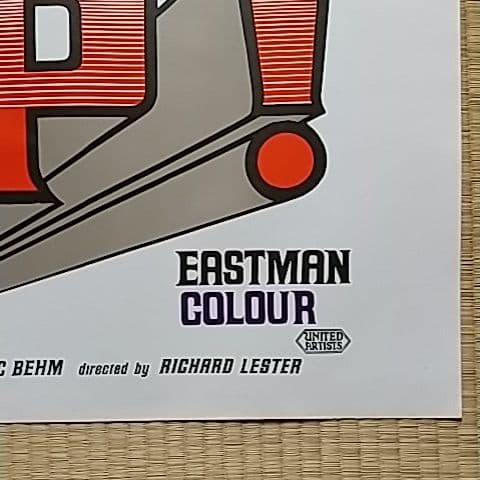 P!
EASTMAN
COLOUR
UNITED
ARTISTS
C BEHM directed by RICHARD LESTER